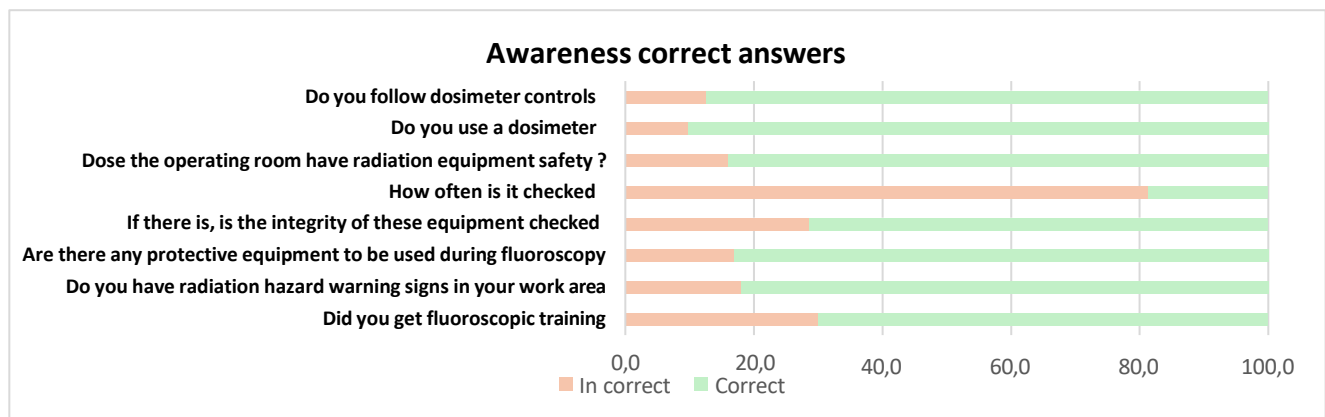 Awareness correct answers
Do you follow dosimeter controls
Do you use a dosimeter
Dose the operating room have radiation equipment safety ?
How often is it checked
If there is, is the integrity of these equipment checked
Are there any protective equipment to be used during fluoroscopy
Do you have radiation hazard warning signs in your work area
Did you get fluoroscopic training
0,0 20,0 40,0 60,0 80,0 100,0
In correct Correct